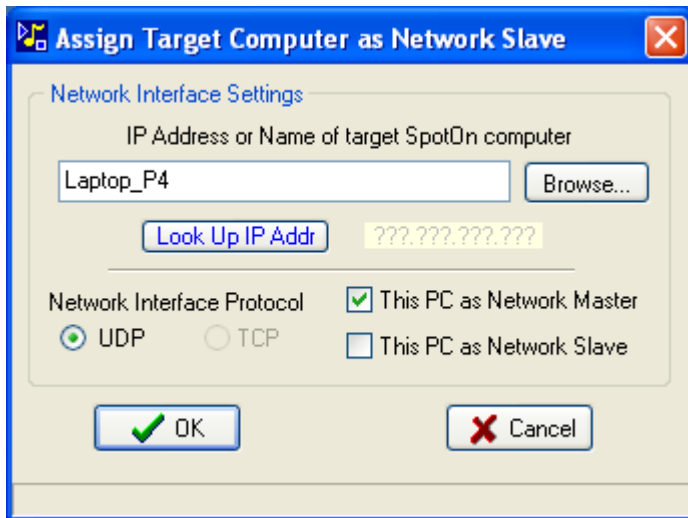 Assign Target Computer as Network Slave
Network Interface Settings
IP Address or Name of target SpotOn computer
Laptop_P4
Browse...
Look Up IP Addr
???.???.???.???
Network Interface Protocol
UDP
TCP
This PC as Network Master
This PC as Network Slave
OK
Cancel